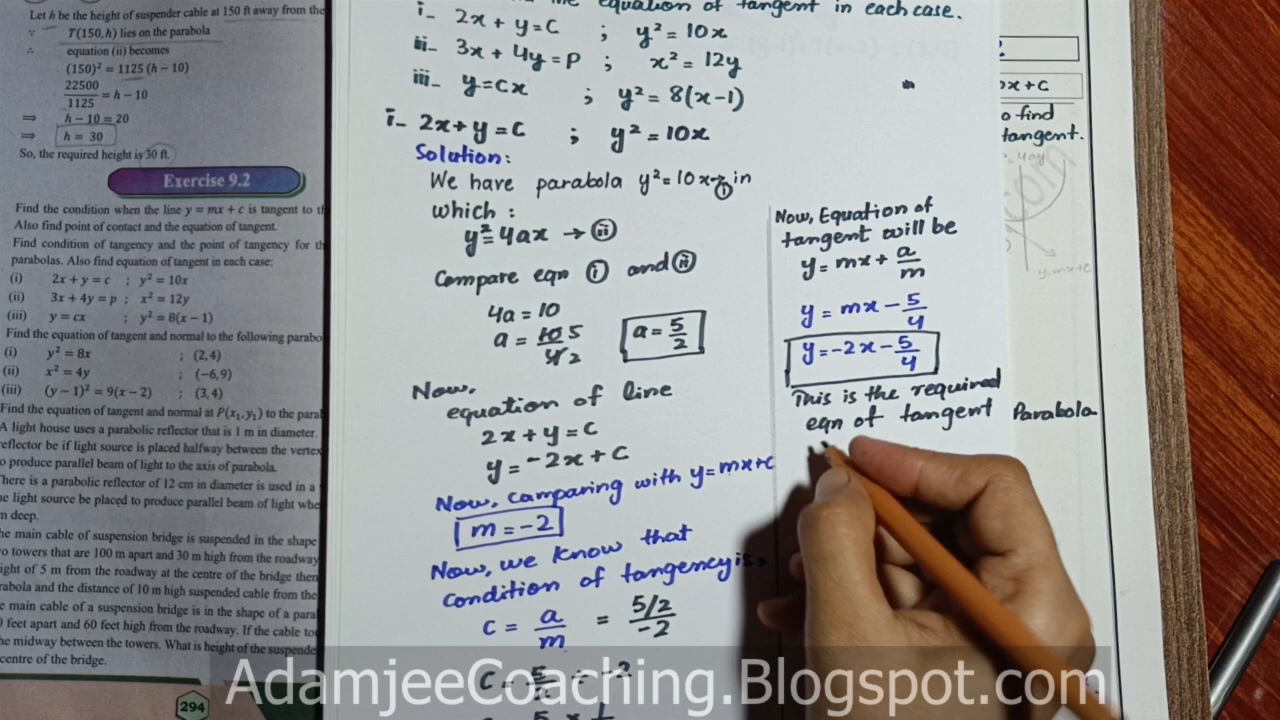 Let h be the height of suspender cable at 150 ft away from the
∵ T(150, h) lies on the parabola
∴ equation (ii) becomes
(150)² = 1125 (h − 10)
22500/1125 = h − 10
⇒ h − 10 = 20
⇒ h = 30
So, the required height is 30 ft.
Exercise 9.2
Find the condition when the line y = mx + c is tangent to
Also find point of contact and the equation of tangent.
Find condition of tangency and the point of tangency for
parabolas. Also find equation of tangent in each case:
(i) 2x + y = c ; y² = 10x
(ii) 3x + 4y = p ; x² = 12y
(iii) y = cx ; y² = 8(x − 1)
Find the equation of tangent and normal to the following
(i) y² = 8x ; (2, 4)
(ii) x² = 4y ; (−6, 9)
(iii) (y − 1)² = 9(x − 2) ; (3, 4)
Find the equation of tangent and normal at P(x₁, y₁) to the
A light house uses a parabolic reflector that is 1 m in diameter.
reflector be if light source is placed halfway between the vertex
o produce parallel beam of light to the axis of parabola.
here is a parabolic reflector of 12 cm in diameter is used in a
e light source be placed to produce parallel beam of light
m deep.
he main cable of suspension bridge is suspended in the shape
towers that are 100 m apart and 30 m high from the roadway
ight of 5 m from the roadway at the centre of the bridge then
rabola and the distance of 10 m high suspended cable from the
e main cable of a suspension bridge is in the shape of a
feet apart and 60 feet high from the roadway. If the cable
he midway between the towers. What is height of the
centre of the bridge.
294
the equation of tangent in each case.
i- 2x + y = c ; y² = 10x
ii- 3x + 4y = p ; x² = 12y
iii- y = cx ; y² = 8(x-1)
i- 2x + y = c ; y² = 10x
Solution:
We have parabola y² = 10x → ① in
which :
y² = 4ax → ⓘⓘ
Compare eqn ⓘ and ⓘⓘ
4a = 10
a = 10/4 5/2
a = 5/2
Now,
equation of line
2x + y = c
y = -2x + c
Now, camparing with y = mx+c
m = -2
Now, we know that
condition of tangency is,
c = a/m = 5/2/-2
c = 5/2 ÷ -2
Now, Equation of
tangent will be
y = mx + a/m
y = mx - 5/4
y = -2x - 5/4
This is the required
eqn of tangent Parabola
x + c
o find
tangent.
y=mx+c
AdamjeeCoaching.Blogspot.com